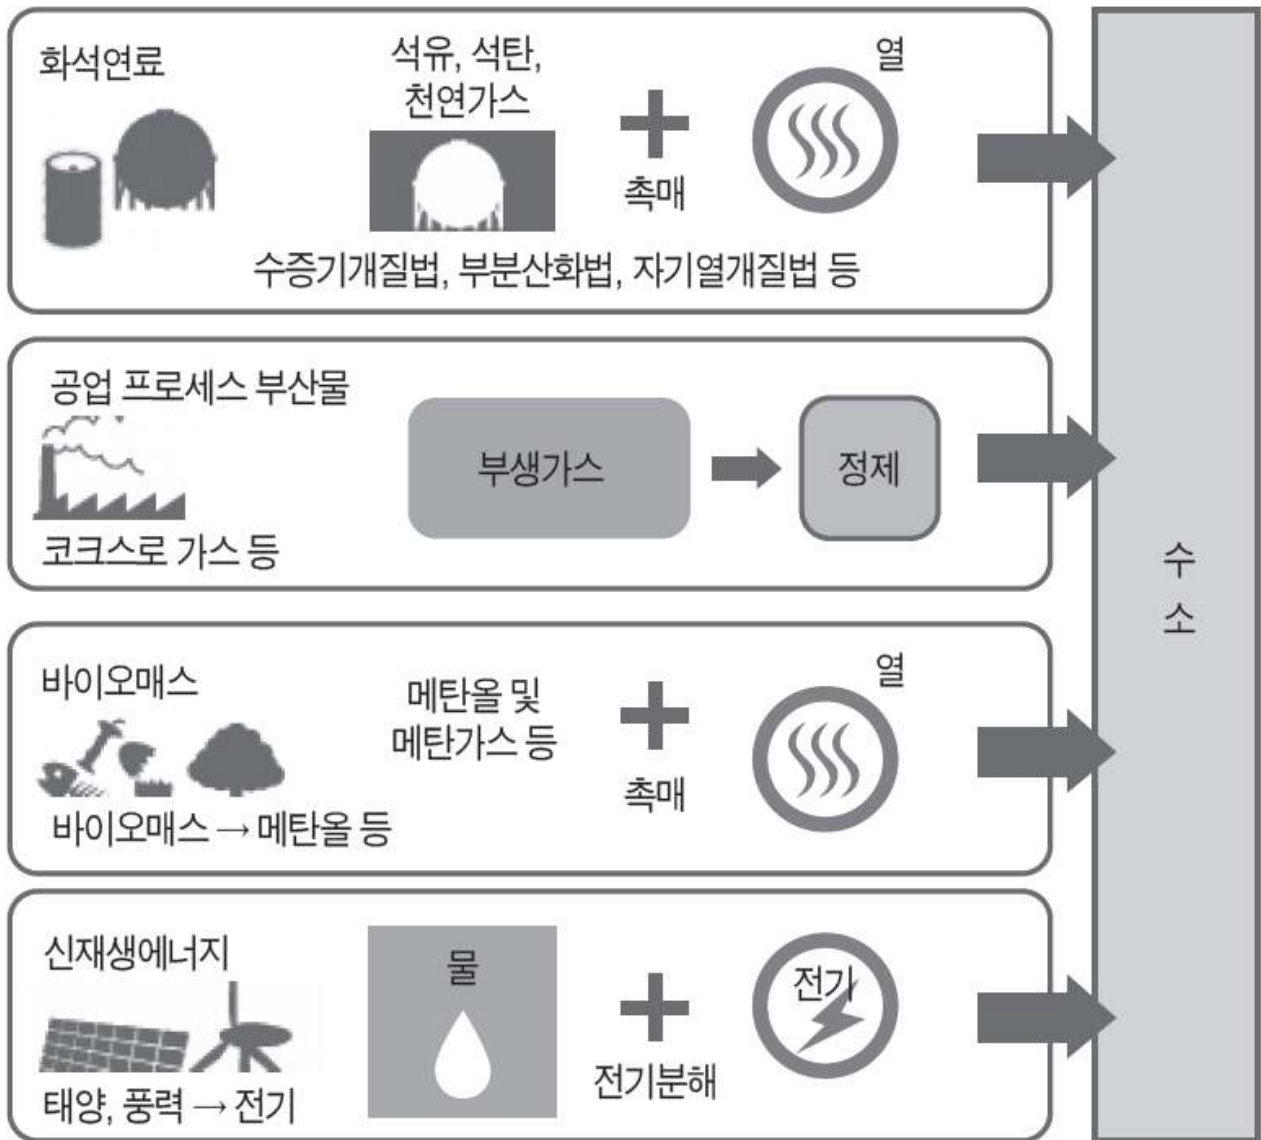 화석연료
석유, 석탄,
천연가스
촉매
열
수증기개질법, 부분산화법, 자기열개질법 등
공업 프로세스 부산물
코크스로 가스 등
부생가스
정제
바이오매스
바이오매스 → 메탄올 등
메탄올 및
메탄가스 등
촉매
열
신재생에너지
태양, 풍력 → 전기
물
전기분해
전기
수
소